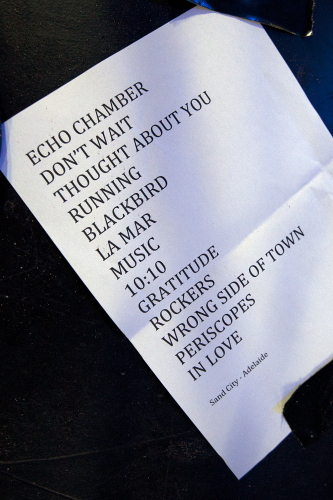 ECHO CHAMBER
DON'T WAIT
THOUGHT ABOUT YOU
RUNNING
BLACKBIRD
LA MAR
MUSIC
10:10
GRATITUDE
ROCKERS
WRONG SIDE OF TOWN
PERISCOPES
IN LOVE
Sand City - Adelaide